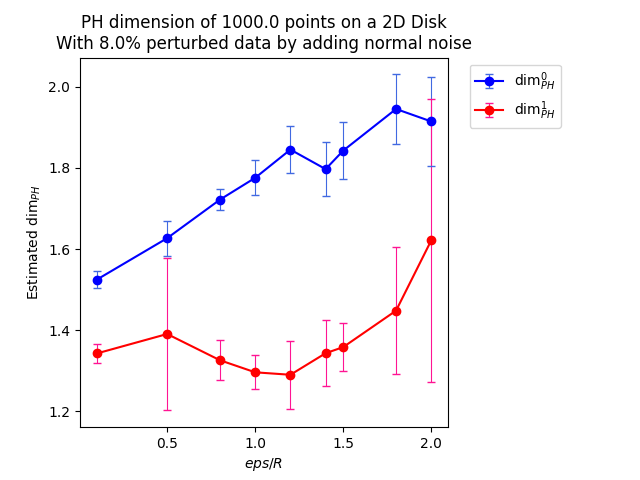 PH dimension of 1000.0 points on a 2D Disk
With 8.0% perturbed data by adding normal noise
2.0
1.8
1.6
1.4
1.2
Estimated dim_{PH}
0.5 1.0 1.5 2.0
eps/R
dim^0_{PH}
dim^1_{PH}